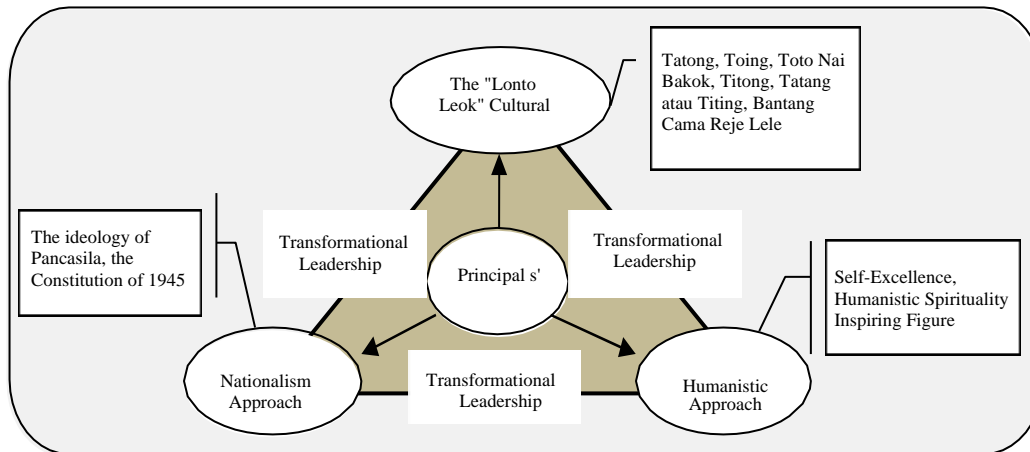 The "Lonto
Leok" Cultural
Tatong, Toing, Toto Nai
Bakok, Titong, Tatang
atau Titing, Bantang
Cama Reje Lele
The ideology of
Pancasila, the
Constitution of 1945
Transformational
Leadership
Principal s'
Transformational
Leadership
Self-Excellence,
Humanistic Spirituality
Inspiring Figure
Nationalism
Approach
Transformational
Leadership
Humanistic
Approach